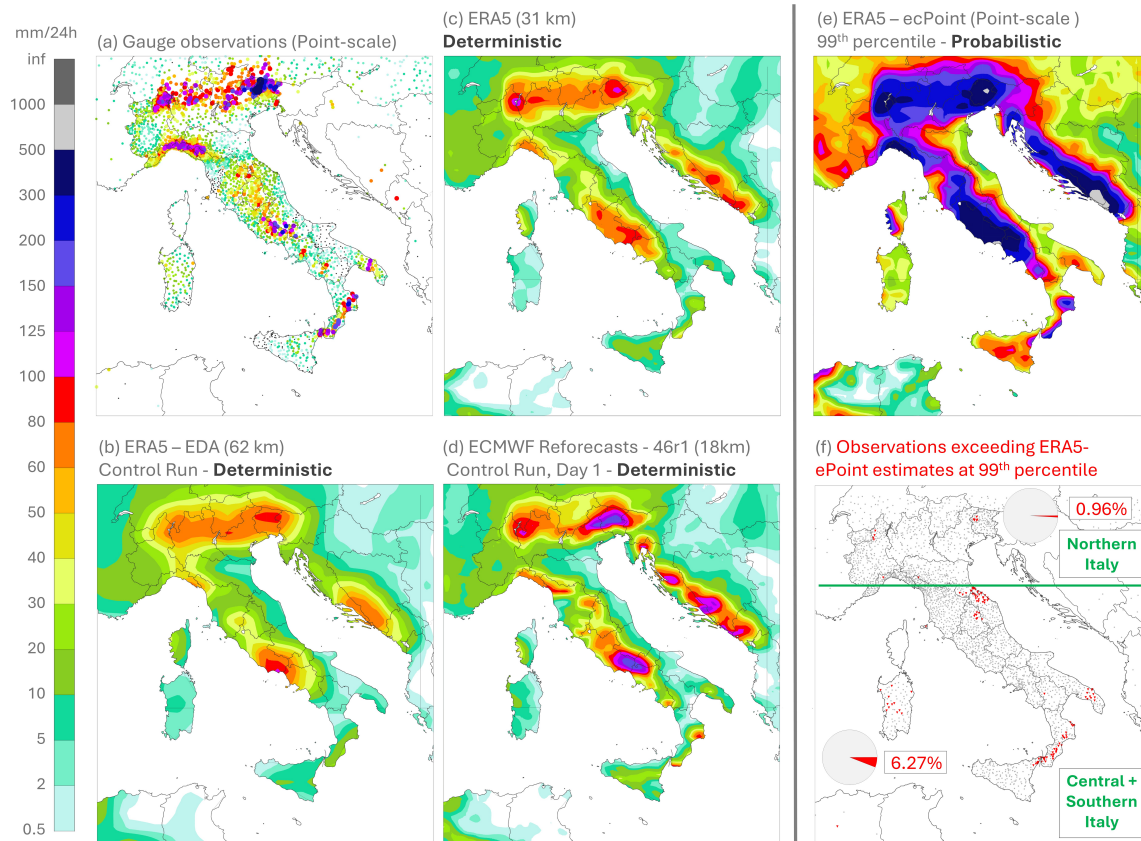 mm/24h
inf
1000
500
300
200
150
125
100
80
60
50
40
30
20
10
5
2
0.5
(a) Gauge observations (Point-scale)
(c) ERA5 (31 km)
Deterministic
(e) ERA5 – ecPoint (Point-scale )
99th percentile - Probabilistic
(b) ERA5 – EDA (62 km)
Control Run - Deterministic
(d) ECMWF Reforecasts - 46r1 (18km)
Control Run, Day 1 - Deterministic
(f) Observations exceeding ERA5-
ePoint estimates at 99th percentile
0.96%
Northern
Italy
6.27%
Central +
Southern
Italy